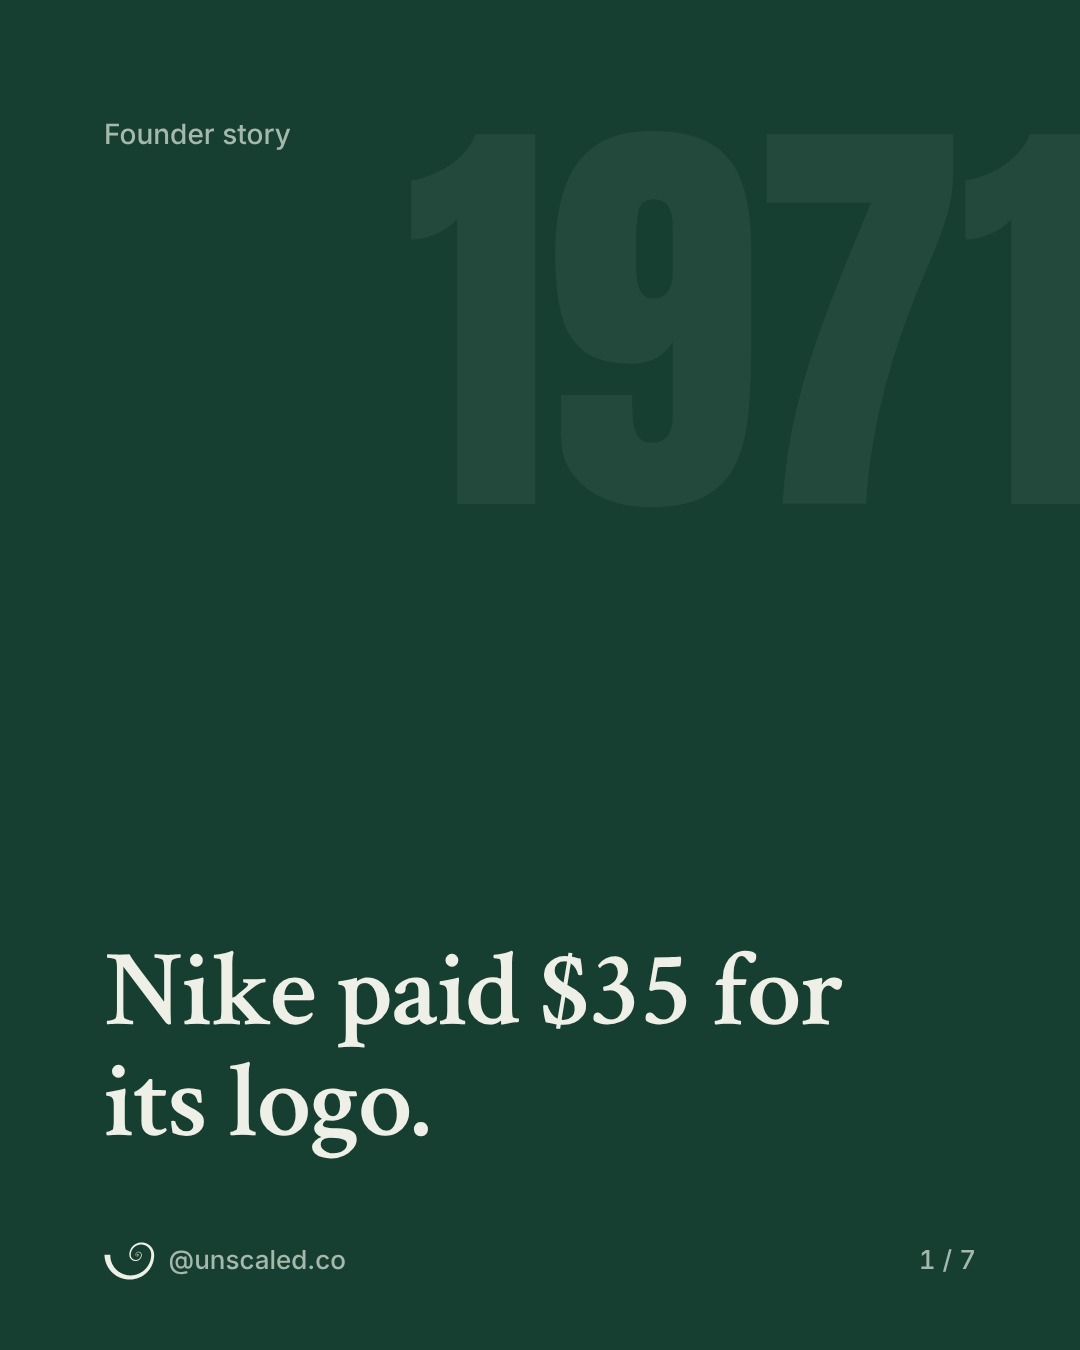 Founder story
1971
Nike paid $35 for
its logo.
@unscaled.co
1 / 7